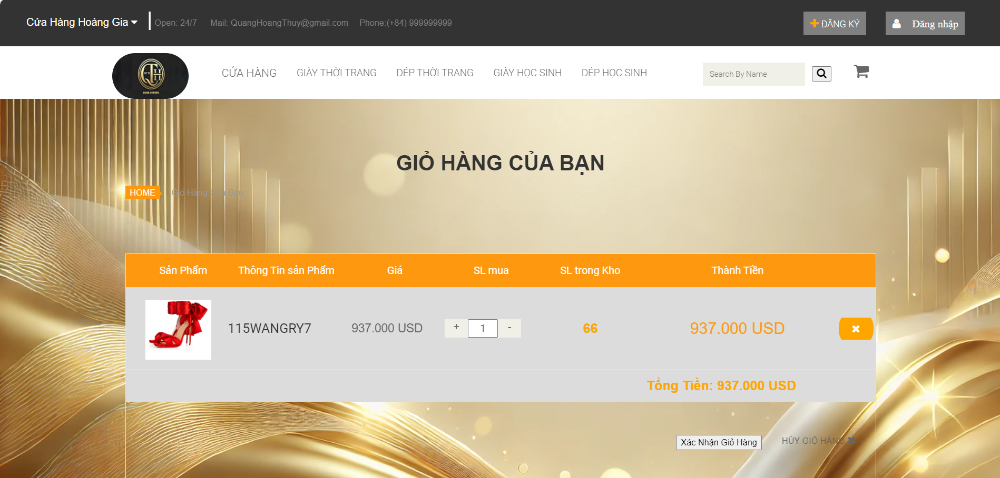 Cửa Hàng Hoàng Gia
Open: 24/7 Mail: QuangHoangThuy@gmail.com Phone:(+84) 999999999
ĐĂNG KÝ
Đăng nhập
CỬA HÀNG GIÀY THỜI TRANG DÉP THỜI TRANG GIÀY HỌC SINH DÉP HỌC SINH
Search By Name
GIỎ HÀNG CỦA BẠN
HOME Giỏ Hàng Của Bạn
Sản Phẩm Thông Tin sản Phẩm Giá SL mua SL trong Kho Thành Tiền
115WANGRY7 937.000 USD + 1 - 66 937.000 USD
Tổng Tiền: 937.000 USD
Xác Nhận Giỏ Hàng HỦY GIỎ HÀNG